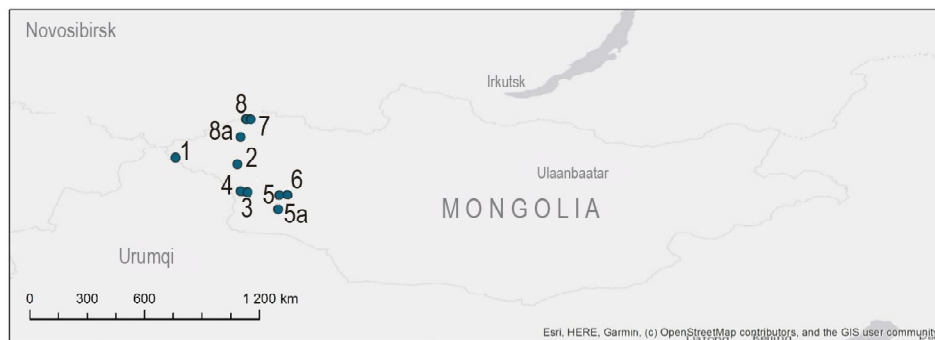 Novosibirsk
Irkutsk
8
7
8a
1
2
4
3
5
6
5a
Ulaanbaatar
MONGOLIA
Urumqi
0 300 600 1 200 km
Esri, HERE, Garmin, (c) OpenStreetMap contributors, and the GIS user community